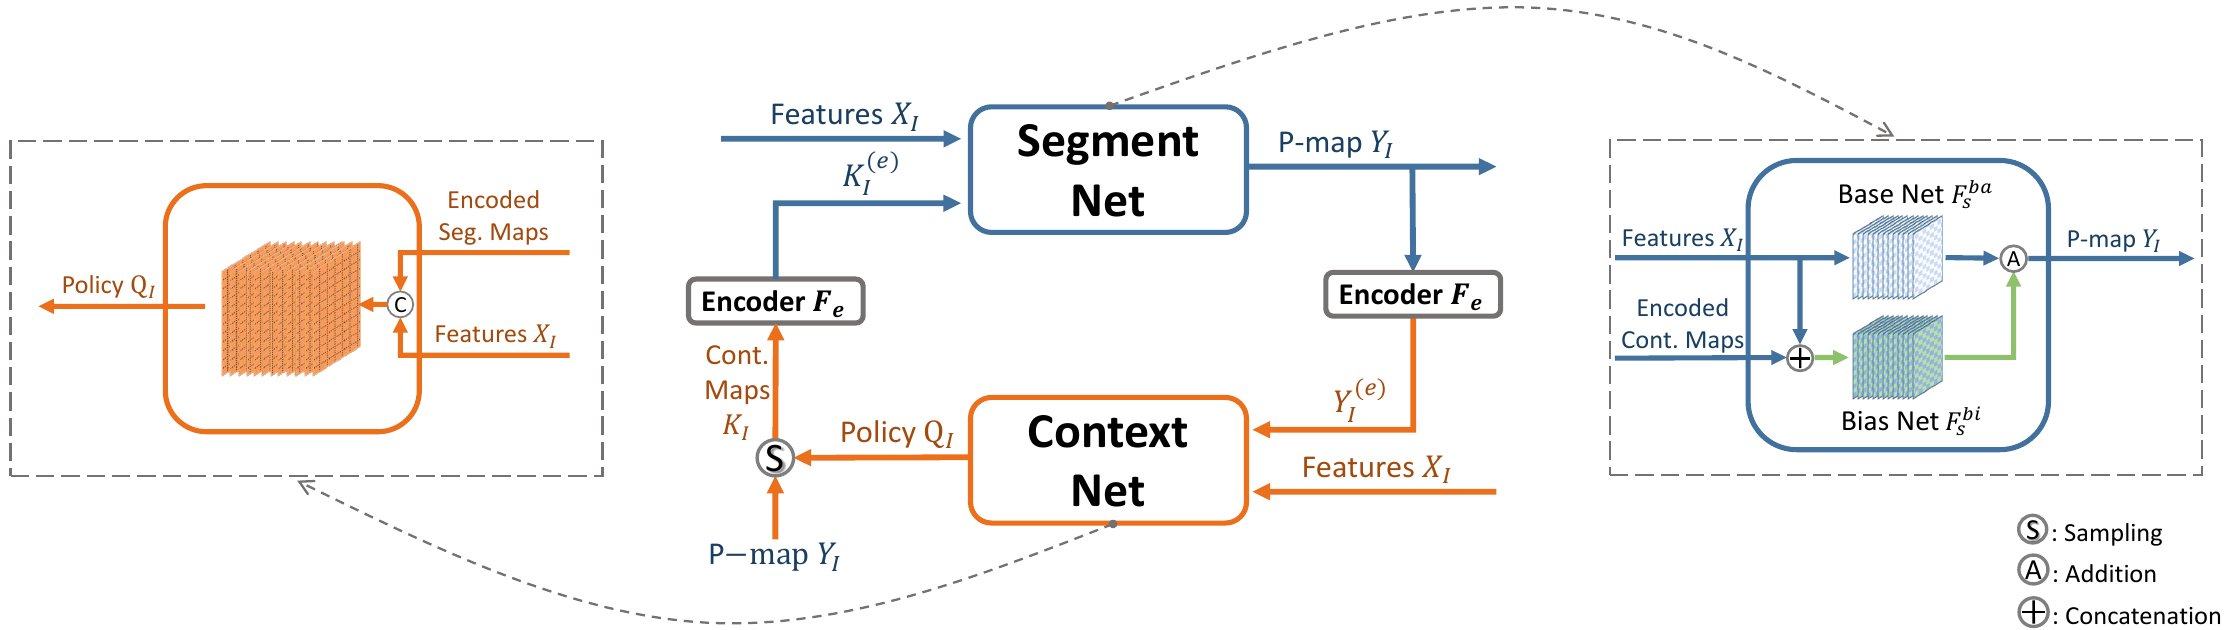 Encoded
Seg. Maps
Policy Q_I
C
Features X_I
Features X_I
K_I^(e)
Segment
Net
P-map Y_I
Encoder F_e
Encoder F_e
Cont.
Maps
K_I
Y_I^(e)
Policy Q_I
S
Context
Net
Features X_I
P−map Y_I
Base Net F_s^ba
Features X_I
A
P-map Y_I
Encoded
Cont. Maps
+
Bias Net F_s^bi
S : Sampling
A : Addition
+ : Concatenation